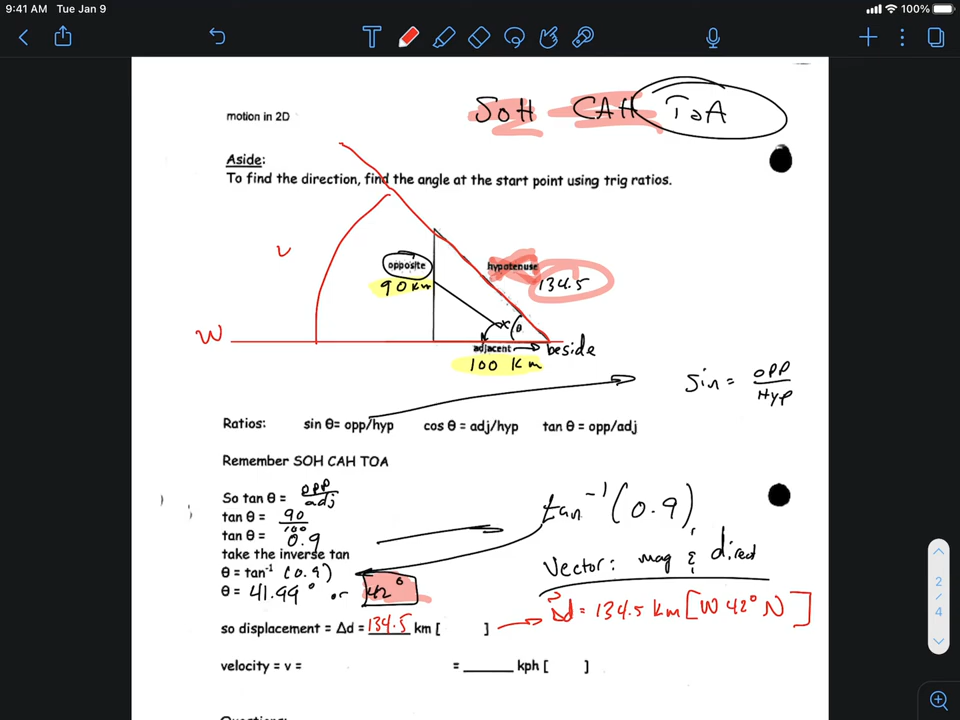 9:41 AM Tue Jan 9
100%
SOH CAH TOA
motion in 2D
Aside:
To find the direction, find the angle at the start point using trig ratios.
opposite
90 km
hypotenuse
134.5
θ
W
adjacent → beside
100 Km
sin = OPP
HYP
Ratios: sin θ= opp/hyp cos θ = adj/hyp tan θ = opp/adj
Remember SOH CAH TOA
So tan θ = opp/adj
tan θ = 90/100
tan θ = 0.9
take the inverse tan
θ = tan⁻¹ (0.9)
θ = 41.99° or 42°
tan⁻¹(0.9)
Vector: mag & direct
so displacement = Δd = 134.5 km [ ]
Δd = 134.5 km [W 42° N]
velocity = v = = ______ kph [ ]
Questions:
2
/
4